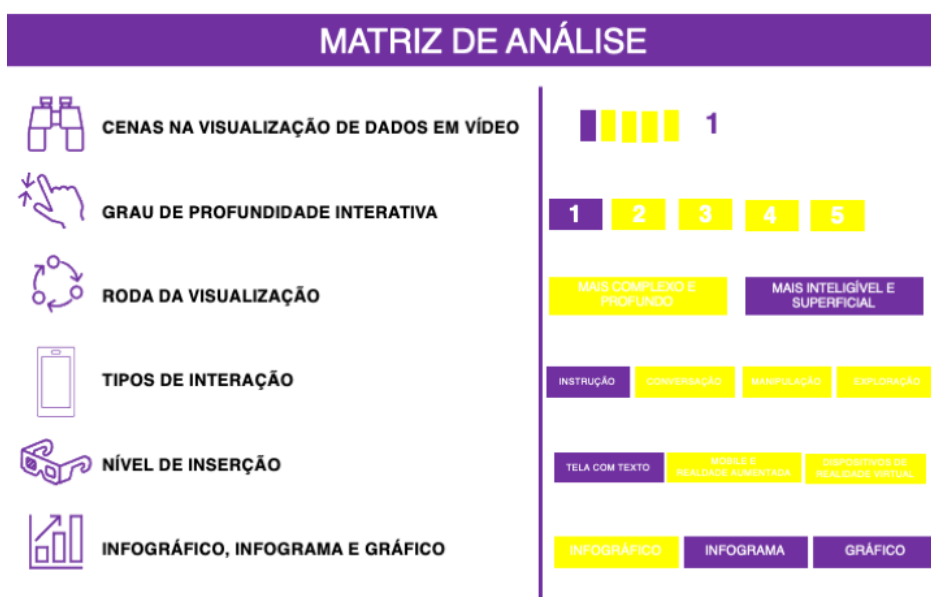 MATRIZ DE ANÁLISE
CENAS NA VISUALIZAÇÃO DE DADOS EM VÍDEO
1
GRAU DE PROFUNDIDADE INTERATIVA
1 2 3 4 5
RODA DA VISUALIZAÇÃO
MAIS COMPLEXO E
PROFUNDO
MAIS INTELIGÍVEL E
SUPERFICIAL
TIPOS DE INTERAÇÃO
INSTRUÇÃO CONVERSAÇÃO MANIPULAÇÃO EXPLORAÇÃO
NÍVEL DE INSERÇÃO
TELA COM TEXTO
MOBILE E
REALDADE AUMENTADA
DISPOSITIVOS DE
REALIDADE VIRTUAL
INFOGRÁFICO, INFOGRAMA E GRÁFICO
INFOGRÁFICO INFOGRAMA GRÁFICO